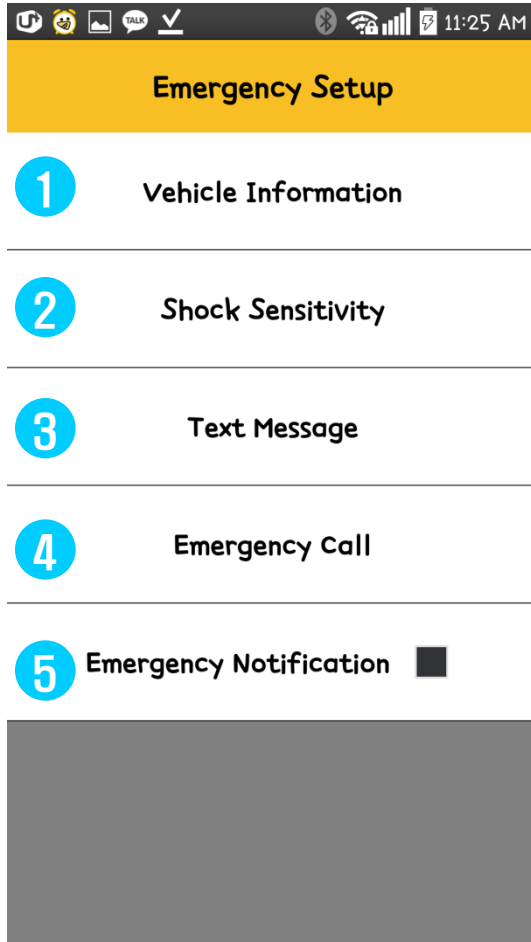 U+ TALK 11:25 AM
Emergency Setup
1 Vehicle Information
2 Shock Sensitivity
3 Text Message
4 Emergency Call
5 Emergency Notification